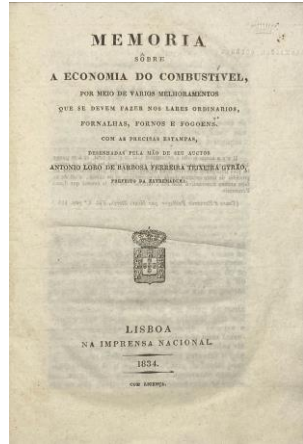 MEMORIA
SÔBRE
A ECONOMIA DO COMBUSTÍVEL,
POR MEIO DE VARIOS MELHORAMENTOS
QUE SE DEVEM FAZER NOS LARES ORDINARIOS,
FORNALHAS, FORNOS E FOGOENS.
COM AS PRECISAS ESTAMPAS,
DESENHADAS PELA MÃO DE SEU AUCTOR
ANTONIO LOBO DE BARBOSA FERREIRA TEIXEIRA GYRÃO,
PREFEITO DA EXTREMADURA.
LISBOA
NA IMPRENSA NACIONAL.
1834.
COM LICENÇA.